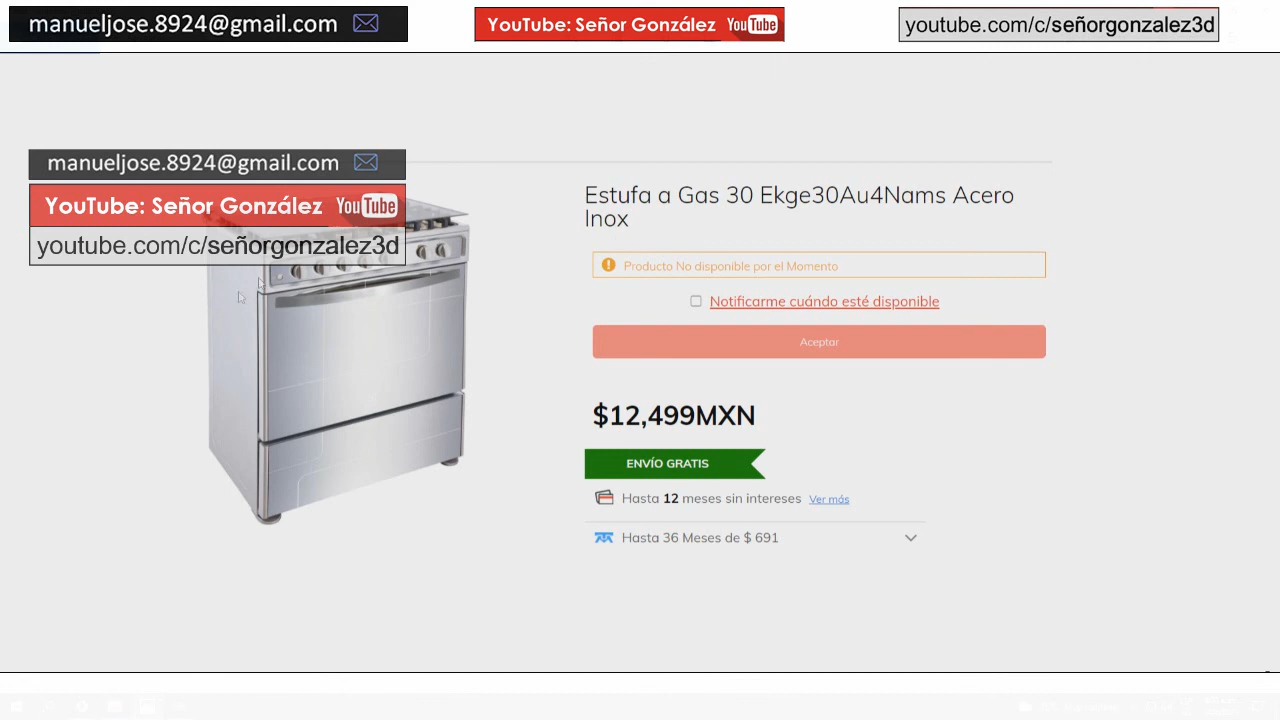 manueljose.8924@gmail.com
YouTube: Señor González YouTube
youtube.com/c/señorgonzalez3d
manueljose.8924@gmail.com
YouTube: Señor González YouTube
youtube.com/c/señorgonzalez3d
Estufa a Gas 30 Ekge30Au4Nams Acero
Inox
Producto No disponible por el Momento
Notificarme cuándo esté disponible
Aceptar
$12,499MXN
ENVÍO GRATIS
Hasta 12 meses sin intereses Ver más
Hasta 36 Meses de $ 691